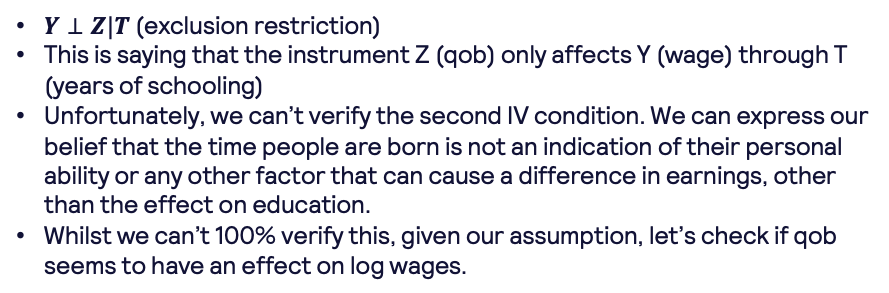 • Y ⊥ Z|T (exclusion restriction)
• This is saying that the instrument Z (qob) only affects Y (wage) through T
(years of schooling)
• Unfortunately, we can’t verify the second IV condition. We can express our
belief that the time people are born is not an indication of their personal
ability or any other factor that can cause a difference in earnings, other
than the effect on education.
• Whilst we can’t 100% verify this, given our assumption, let’s check if qob
seems to have an effect on log wages.